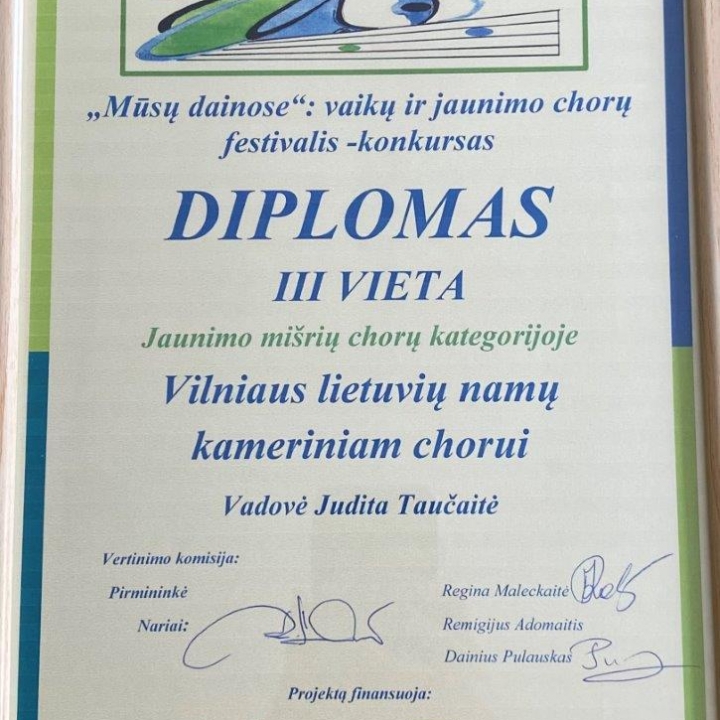 „Mūsų dainose“: vaikų ir jaunimo chorų
festivalis -konkursas
DIPLOMAS
III VIETA
Jaunimo mišrių chorų kategorijoje
Vilniaus lietuvių namų
kameriniam chorui
Vadovė Judita Taučaitė
Vertinimo komisija:
Pirmininkė Regina Maleckaitė
Nariai: Remigijus Adomaitis
Dainius Pulauskas
Projektą finansuoja: